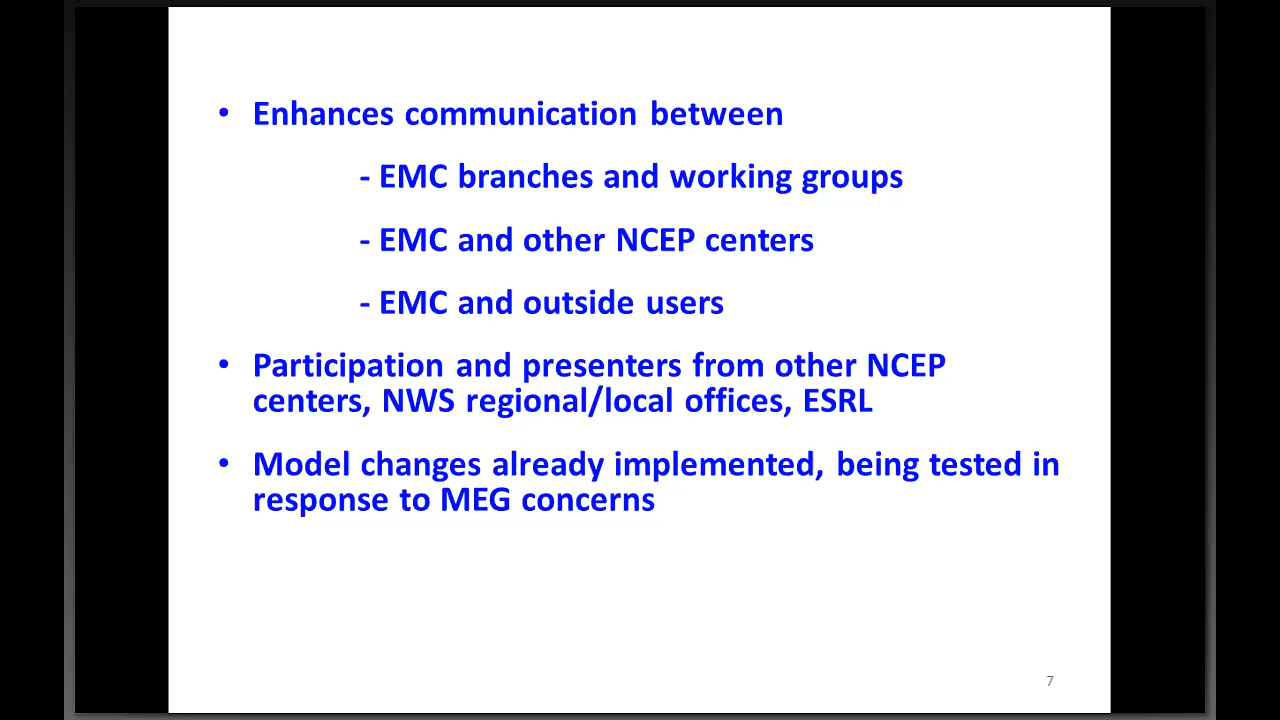 • Enhances communication between
- EMC branches and working groups
- EMC and other NCEP centers
- EMC and outside users
• Participation and presenters from other NCEP
centers, NWS regional/local offices, ESRL
• Model changes already implemented, being tested in
response to MEG concerns
7